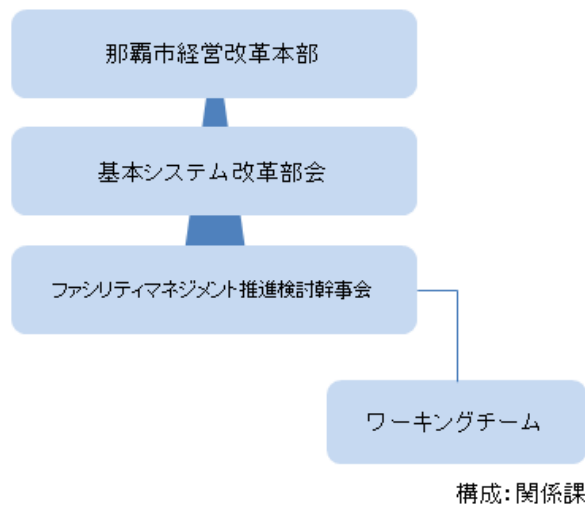 那覇市経営改革本部
基本システム改革部会
ファシリティマネジメント推進検討幹事会
ワーキングチーム
構成:関係課